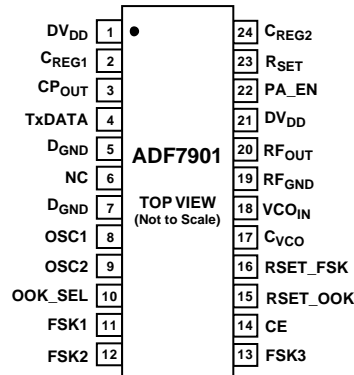 DVDD 1
CREG1 2
CPOUT 3
TxDATA 4
DGND 5
NC 6
DGND 7
OSC1 8
OSC2 9
OOK_SEL 10
FSK1 11
FSK2 12
ADF7901
TOP VIEW
(Not to Scale)
24 CREG2
23 RSET
22 PA_EN
21 DVDD
20 RFOUT
19 RFGND
18 VCOIN
17 CVCO
16 RSET_FSK
15 RSET_OOK
14 CE
13 FSK3